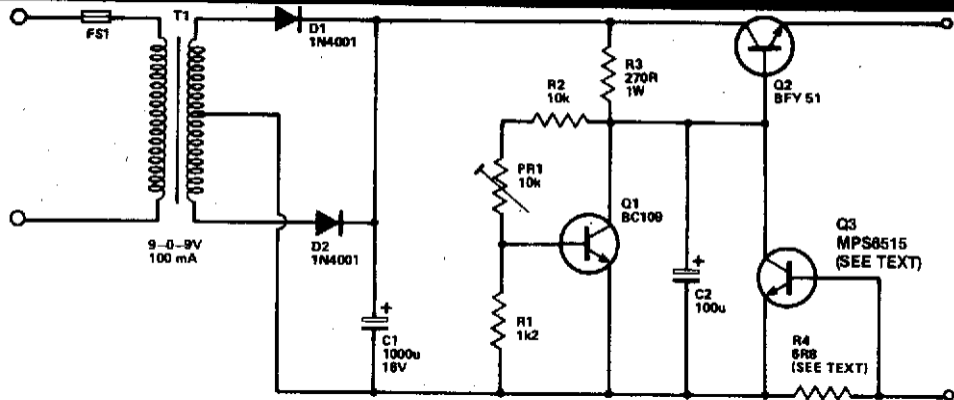 FS1
T1
9–0–9V
100 mA
D1
1N4001
D2
1N4001
+
C1
1000u
16V
R2
10k
PR1
10k
R1
1k2
R3
270R
1W
Q1
BC109
+
C2
100u
Q2
BFY 51
Q3
MPS6515
(SEE TEXT)
R4
6R8
(SEE TEXT)